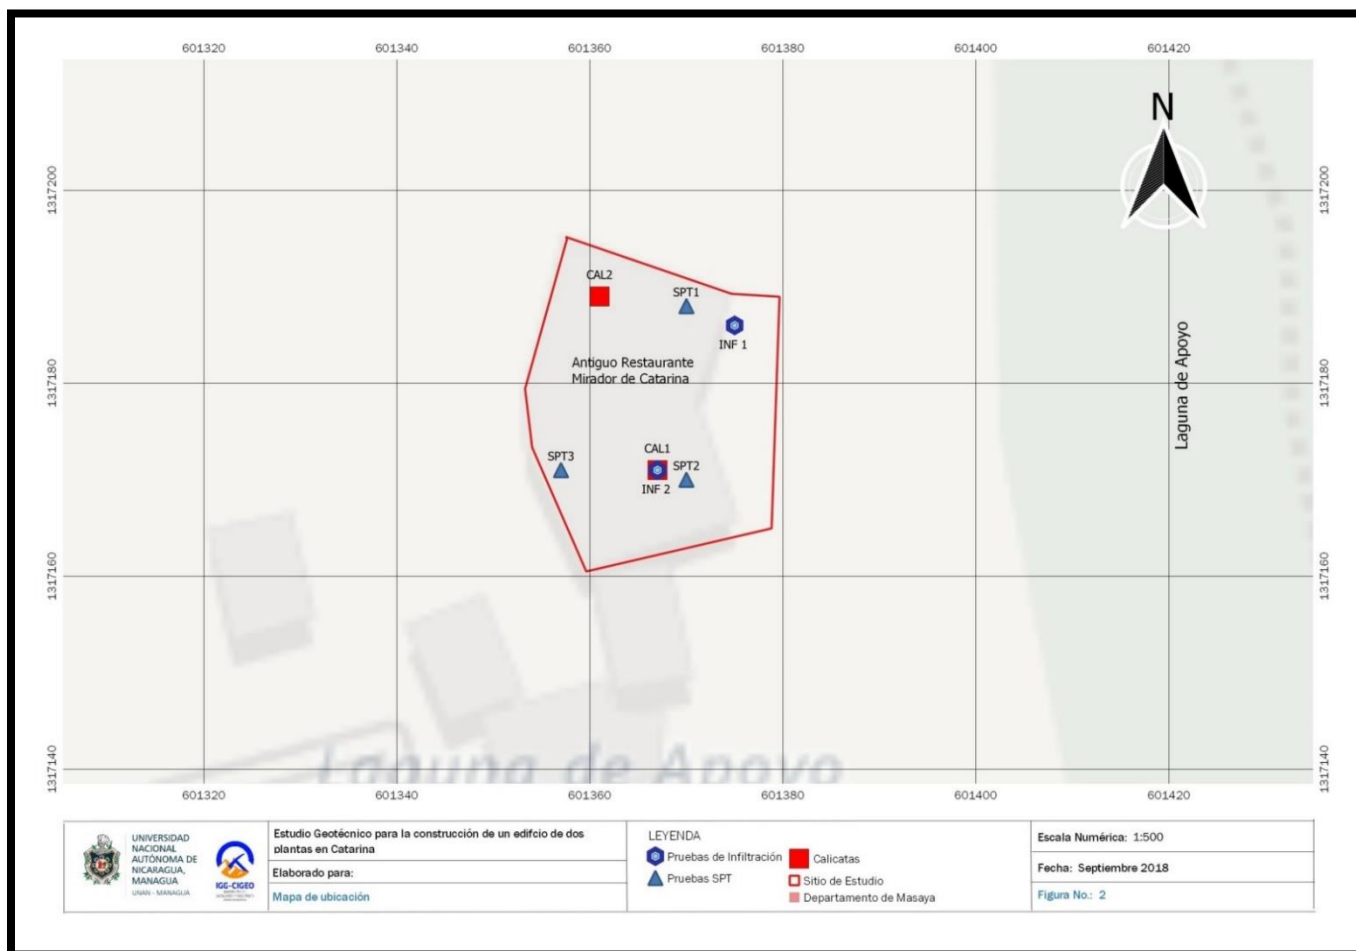 601320 601340 601360 601380 601400 601420
N
1317200
1317200
CAL2
SPT1
INF 1
Antiguo Restaurante
Mirador de Catarina
1317180
1317180
Laguna de Apoyo
CAL1
SPT3
SPT2
INF 2
1317160
1317160
Laguna de Apoyo
1317140
1317140
601320 601340 601360 601380 601400 601420
UNIVERSIDAD
NACIONAL
AUTÓNOMA DE
NICARAGUA,
MANAGUA
UNAN - MANAGUA
IGG-CIGEO
Estudio Geotécnico para la construcción de un edifcio de dos
plantas en Catarina
Elaborado para:
Mapa de ubicación
LEYENDA
Pruebas de Infiltración
Calicatas
Pruebas SPT
Sitio de Estudio
Departamento de Masaya
Escala Numérica: 1:500
Fecha: Septiembre 2018
Figura No.: 2